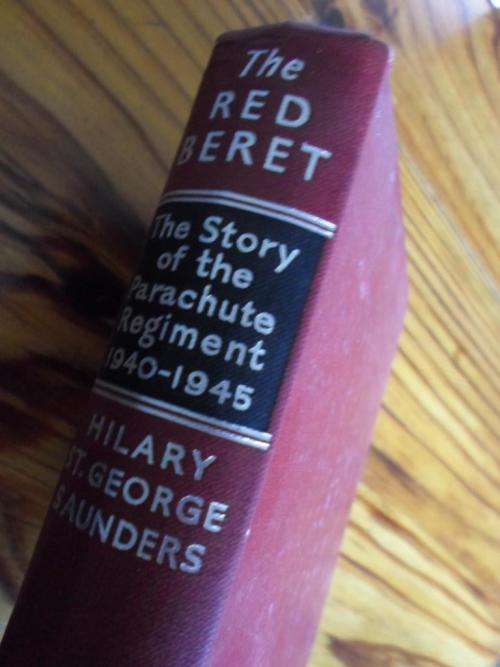 The
RED
BERET
The Story
of the
Parachute
Regiment
1940-1945
HILARY
ST. GEORGE
SAUNDERS